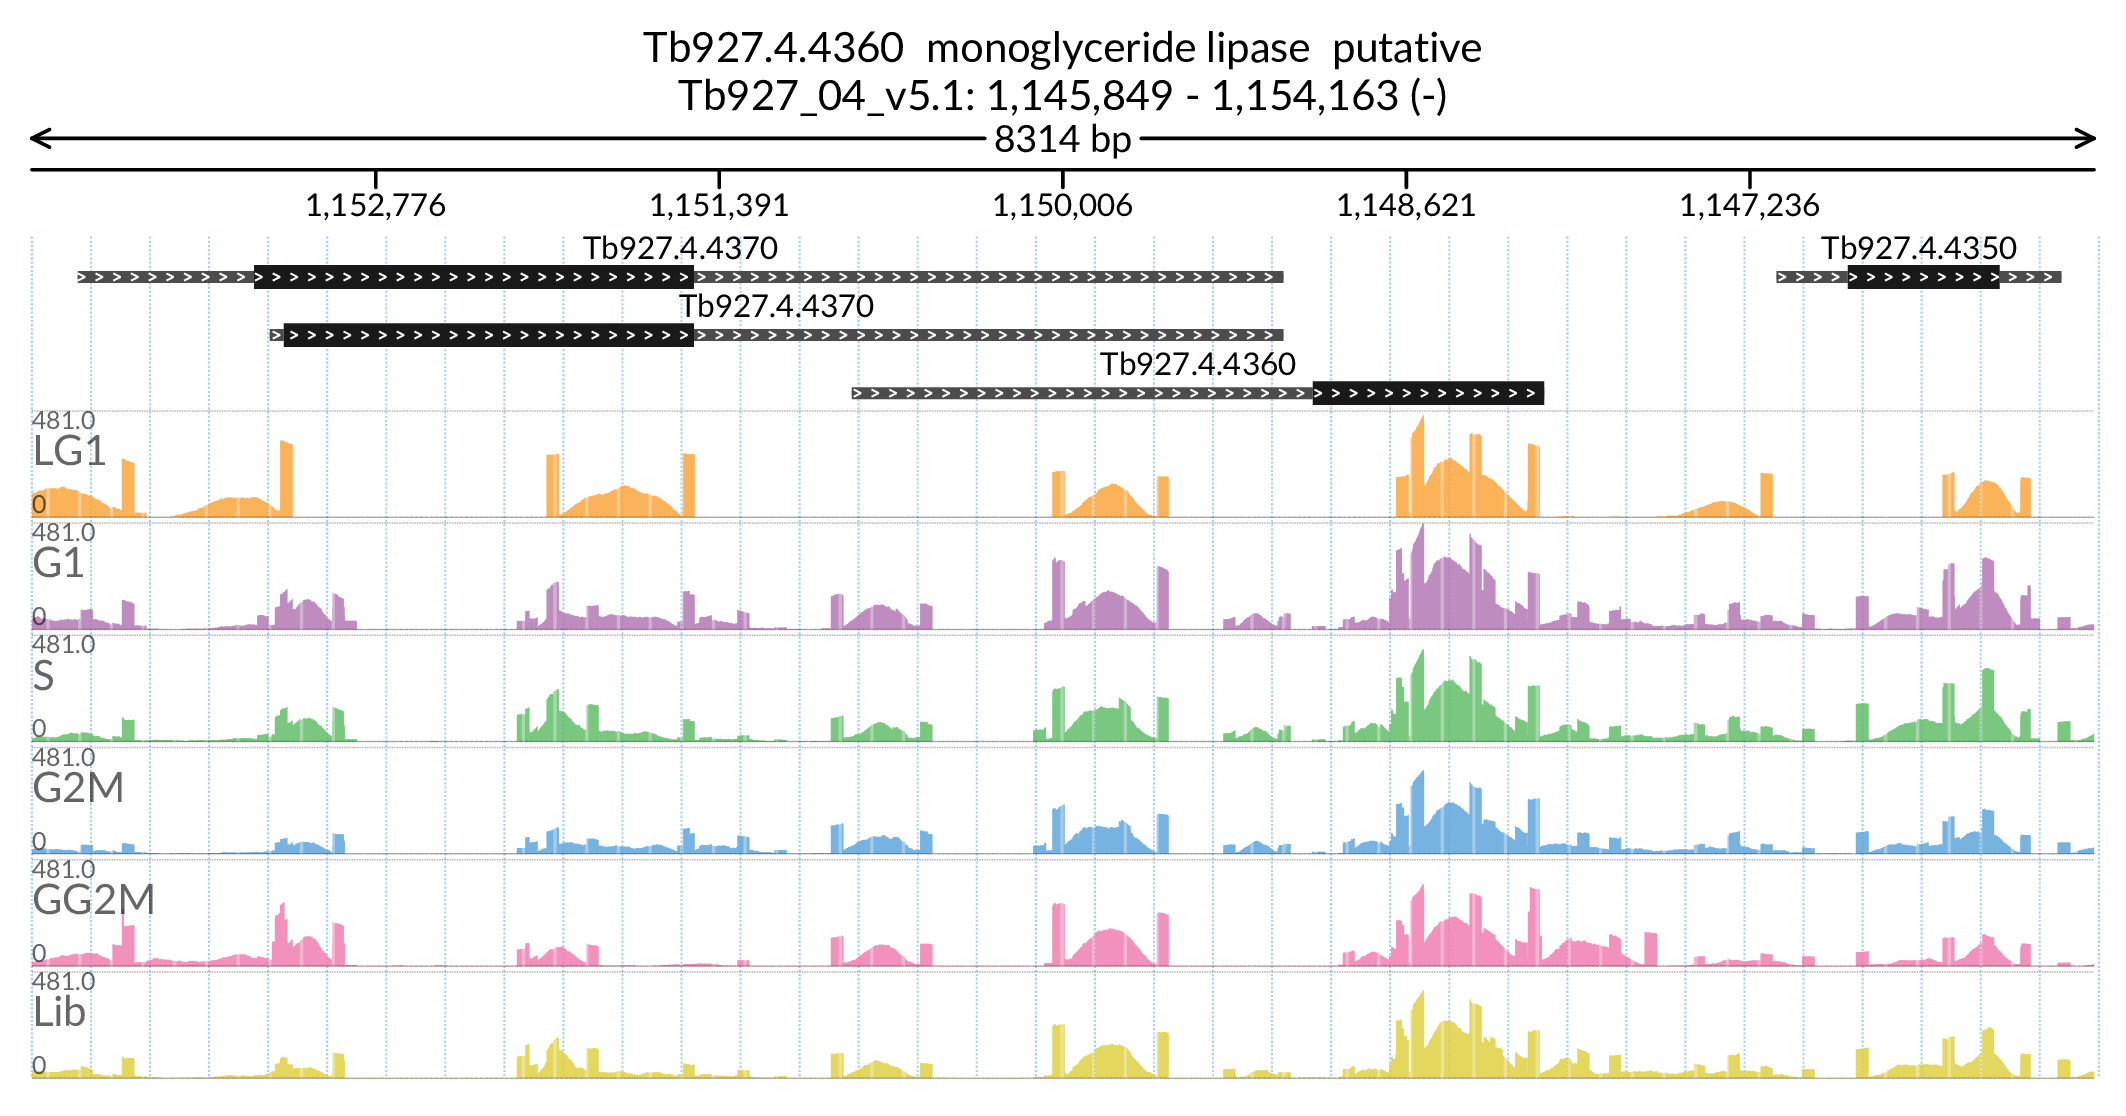 Tb927.4.4360 monoglyceride lipase putative
Tb927_04_v5.1: 1,145,849 - 1,154,163 (-)
8314 bp
1,152,776 1,151,391 1,150,006 1,148,621 1,147,236
Tb927.4.4370 Tb927.4.4350
Tb927.4.4370
Tb927.4.4360
481.0
LG1
0
481.0
G1
0
481.0
S
0
481.0
G2M
0
481.0
GG2M
0
481.0
Lib
0